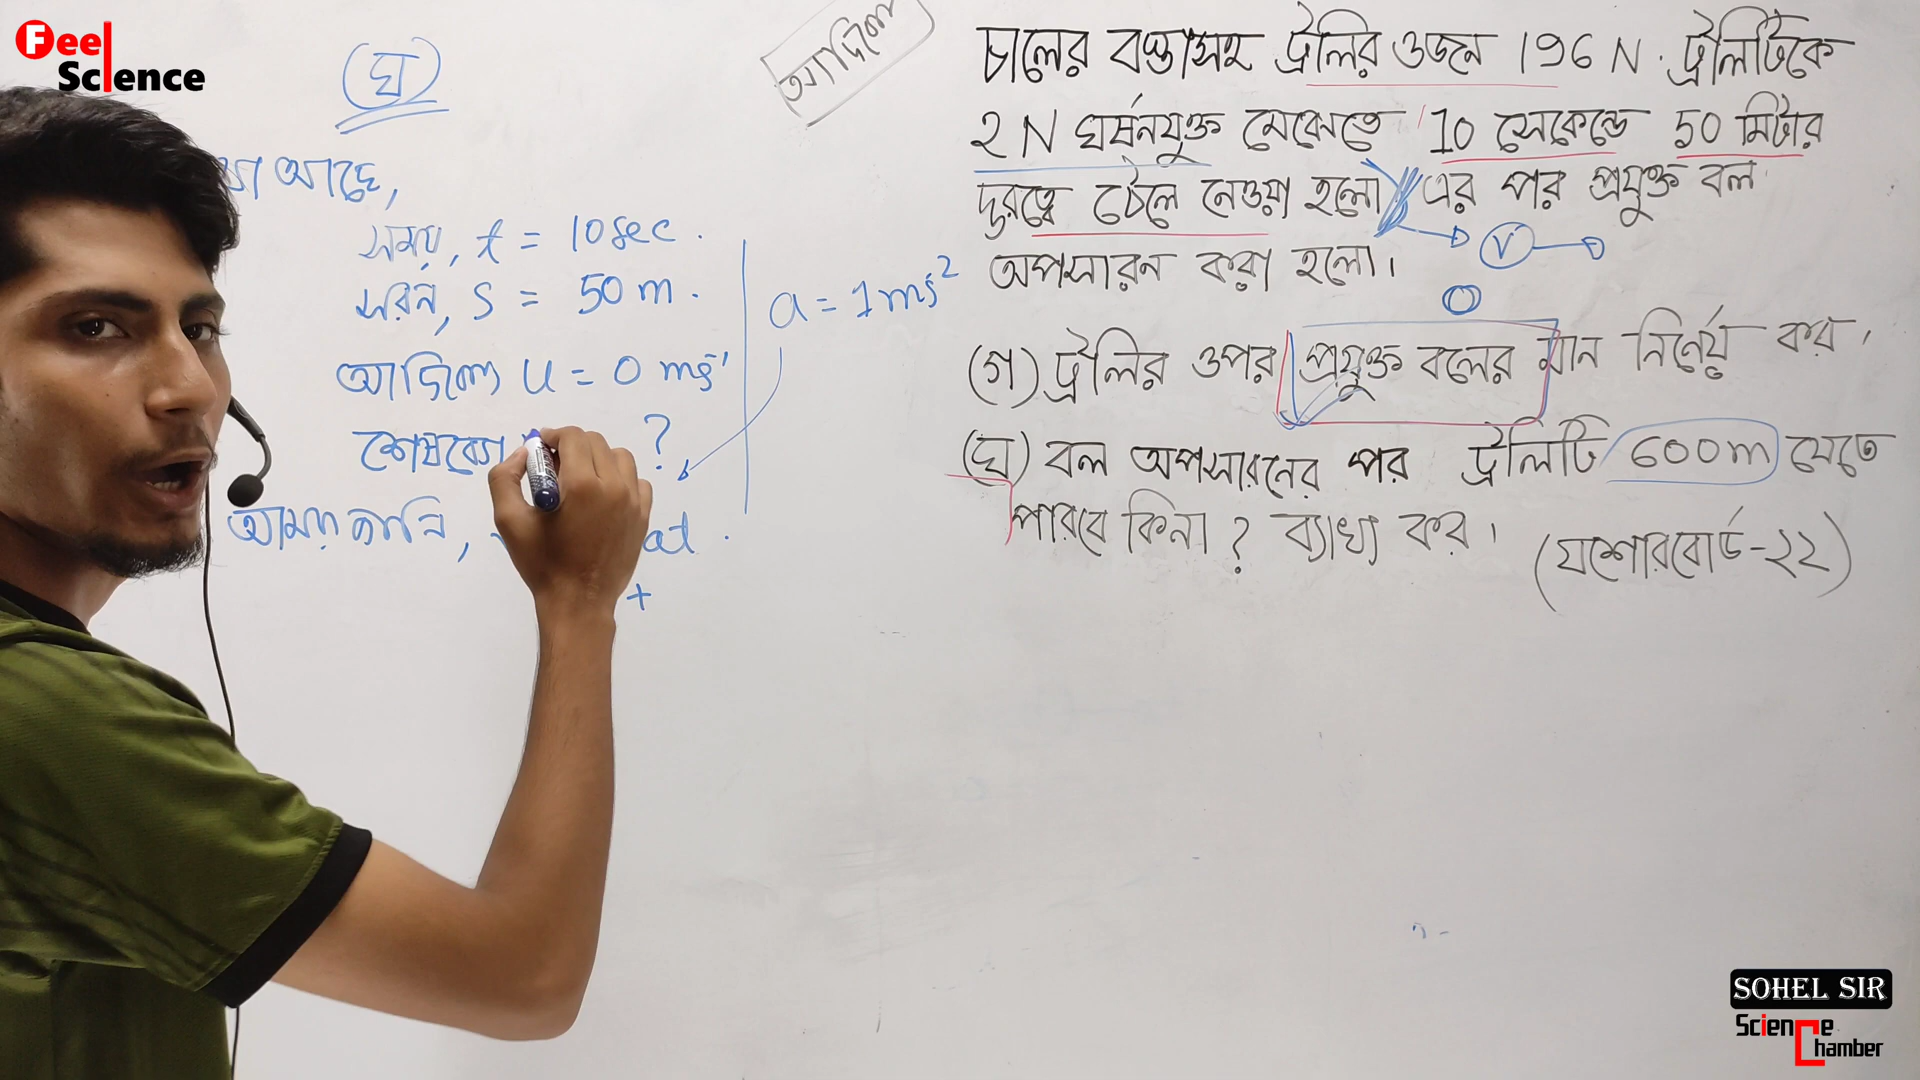 Feel
Science
(ঘ)
আছে,
সময়, t = 10 sec.
সরন, s = 50 m.
আদিবেগ u = 0 ms⁻¹
শেষবেগ ?
আমরা জানি, at.
+
a = 1 ms⁻²
আদিবেগ
চালের বস্তাসহ ট্রলির ওজন 196 N. ট্রলিটিকে
2 N ঘর্ষনযুক্ত মেঝেতে 10 সেকেন্ডে 50 মিটার
দূরত্বে ঠেলে নেওয়া হলো এর পর প্রযুক্ত বল
অপসারন করা হলো।
V
0
(গ) ট্রলির ওপর প্রযুক্ত বলের মান নির্ণেয় কর।
(ঘ) বল অপসারনের পর ট্রলিটি 600m যেতে
পারবে কিনা? ব্যাখ্যা কর।
(যশোরবোর্ড-২২)
SOHEL SIR
Science
Chamber